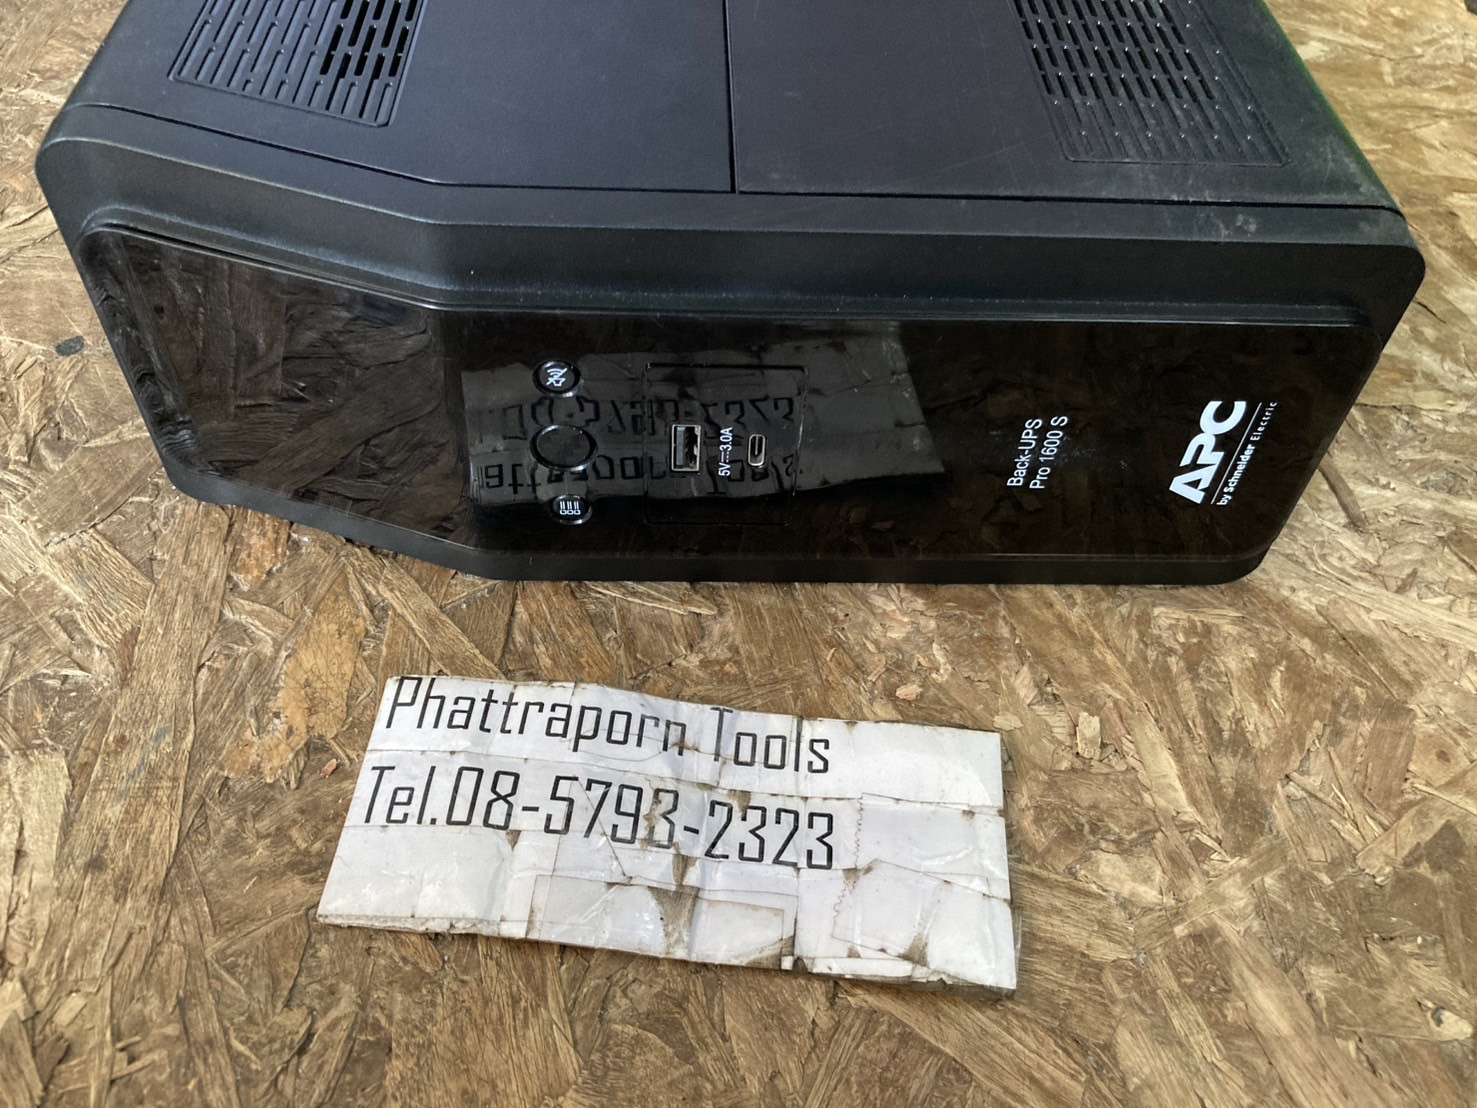 5V⎓3.0A
Back-UPS
Pro 1600 S
APC
by Schneider Electric
Phattraporn Tools
Tel.08-5793-2323